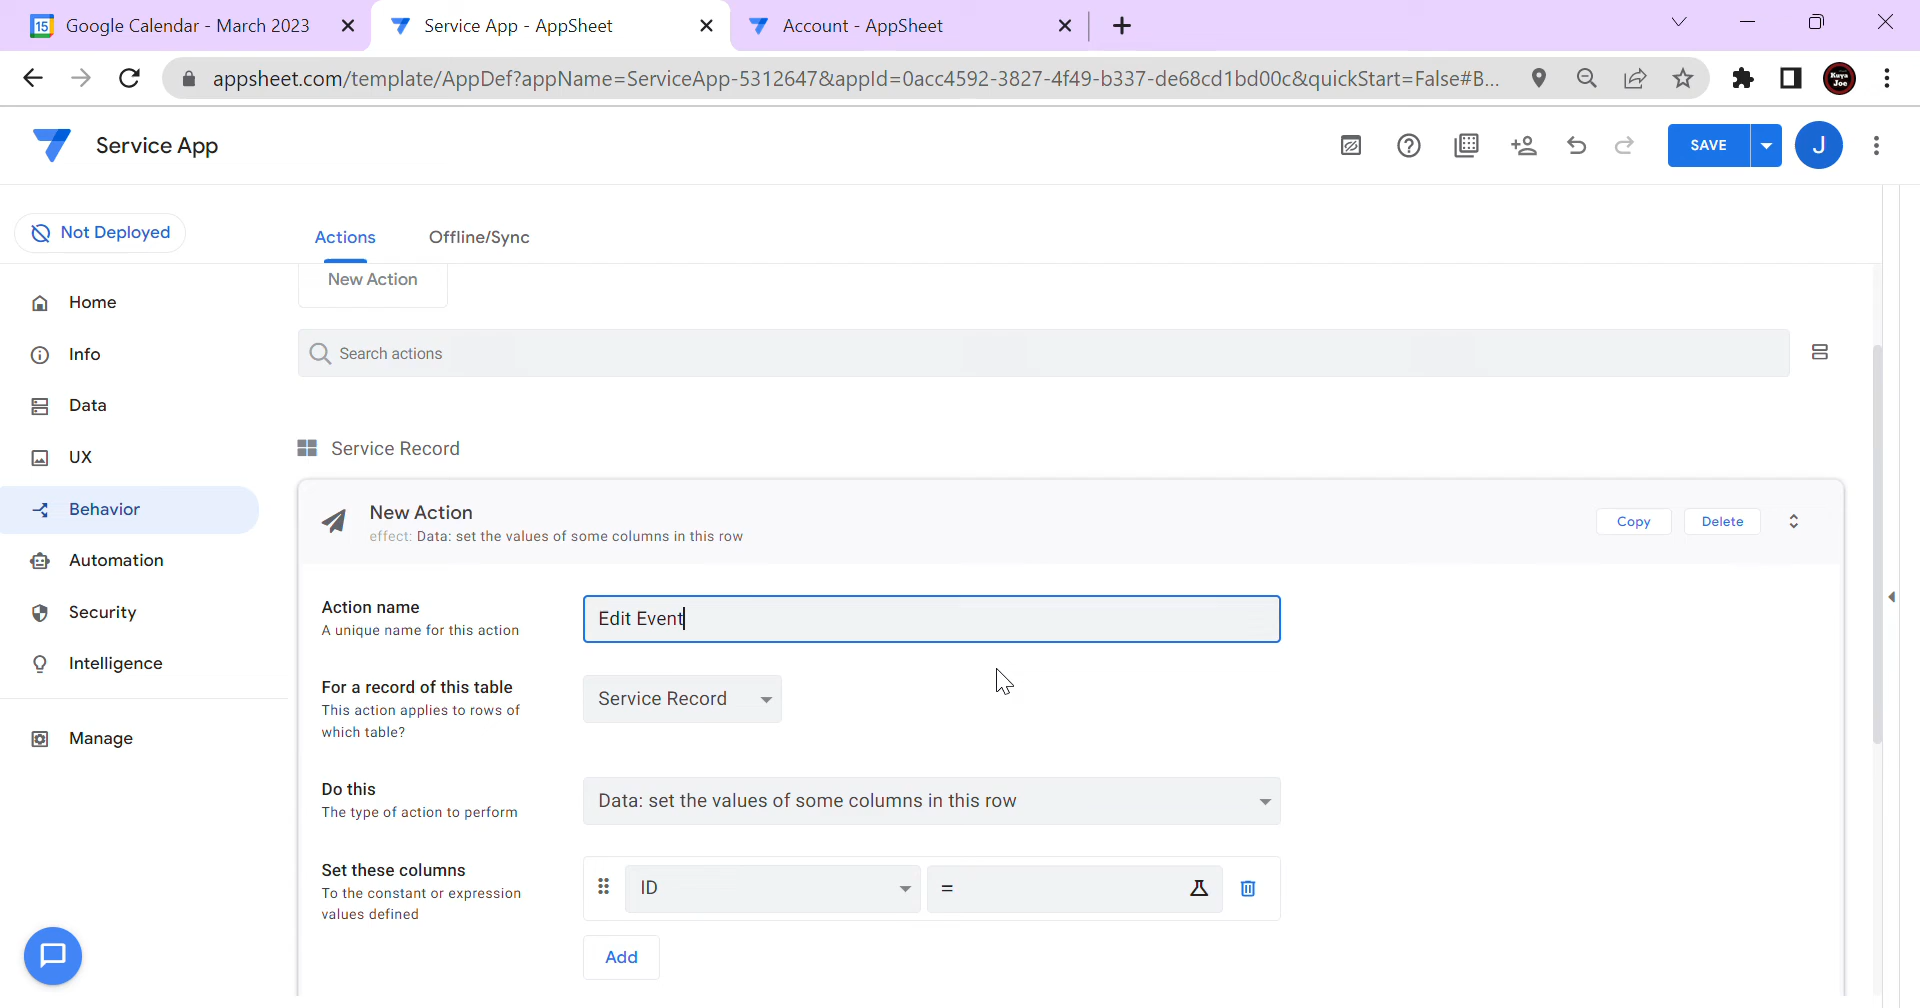 15 Google Calendar - March 2023
Service App - AppSheet
Account - AppSheet
appsheet.com/template/AppDef?appName=ServiceApp-5312647&appId=0acc4592-3827-4f49-b337-de68cd1bd00c&quickStart=False#B...
Kuya Joe
Service App
SAVE
J
Not Deployed
Actions
Offline/Sync
New Action
Home
Info
Data
UX
Behavior
Automation
Security
Intelligence
Manage
Search actions
Service Record
New Action
effect: Data: set the values of some columns in this row
Copy
Delete
Action name
A unique name for this action
Edit Event
For a record of this table
This action applies to rows of
which table?
Service Record
Do this
The type of action to perform
Data: set the values of some columns in this row
Set these columns
To the constant or expression
values defined
ID
=
Add